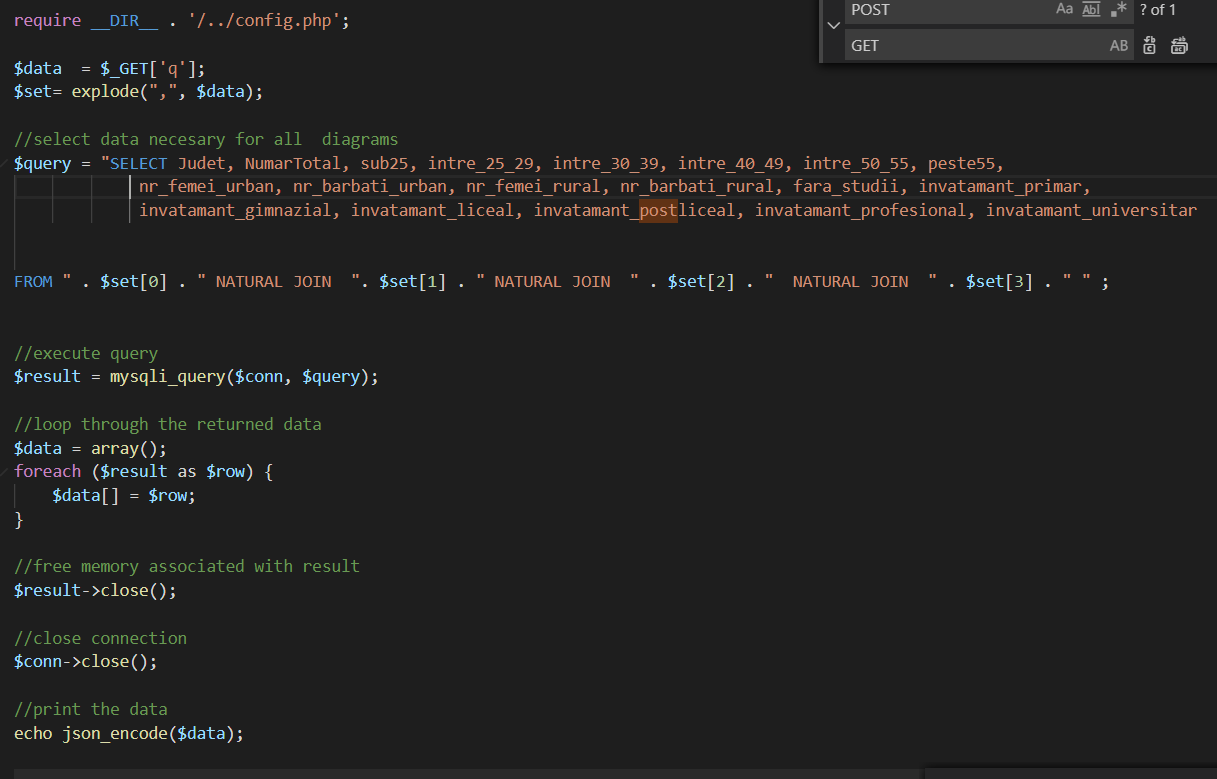 require __DIR__ . '/../config.php';
POST
Aa
Abl
.*
? of 1
GET
AB
$data  = $_GET['q'];
$set= explode(",", $data);
//select data necesary for all  diagrams
$query = "SELECT Judet, NumarTotal, sub25, intre_25_29, intre_30_39, intre_40_49, intre_50_55, peste55,
nr_femei_urban, nr_barbati_urban, nr_femei_rural, nr_barbati_rural, fara_studii, invatamant_primar,
invatamant_gimnazial, invatamant_liceal, invatamant_postliceal, invatamant_profesional, invatamant_universitar
FROM " . $set[0] . " NATURAL JOIN  ". $set[1] . " NATURAL JOIN  " . $set[2] . "  NATURAL JOIN  " . $set[3] . " " ;
//execute query
$result = mysqli_query($conn, $query);
//loop through the returned data
$data = array();
foreach ($result as $row) {
    $data[] = $row;
}
//free memory associated with result
$result->close();
//close connection
$conn->close();
//print the data
echo json_encode($data);